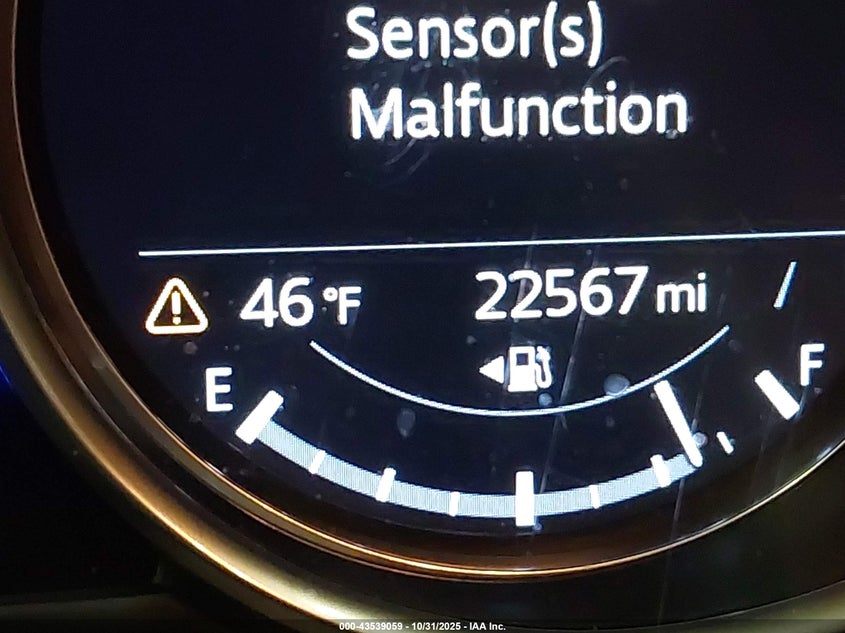 Sensor(s)
Malfunction
46 °F 22567 mi /
E F
000-43539059 - 10/31/2025 - IAA Inc.